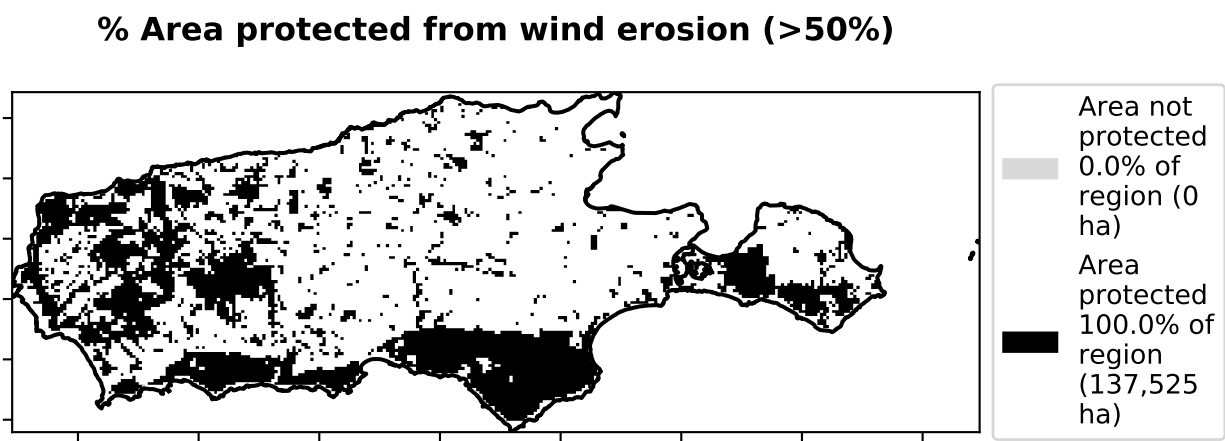 % Area protected from wind erosion (>50%)
Area not
protected
0.0% of
region (0
ha)
Area
protected
100.0% of
region
(137,525
ha)